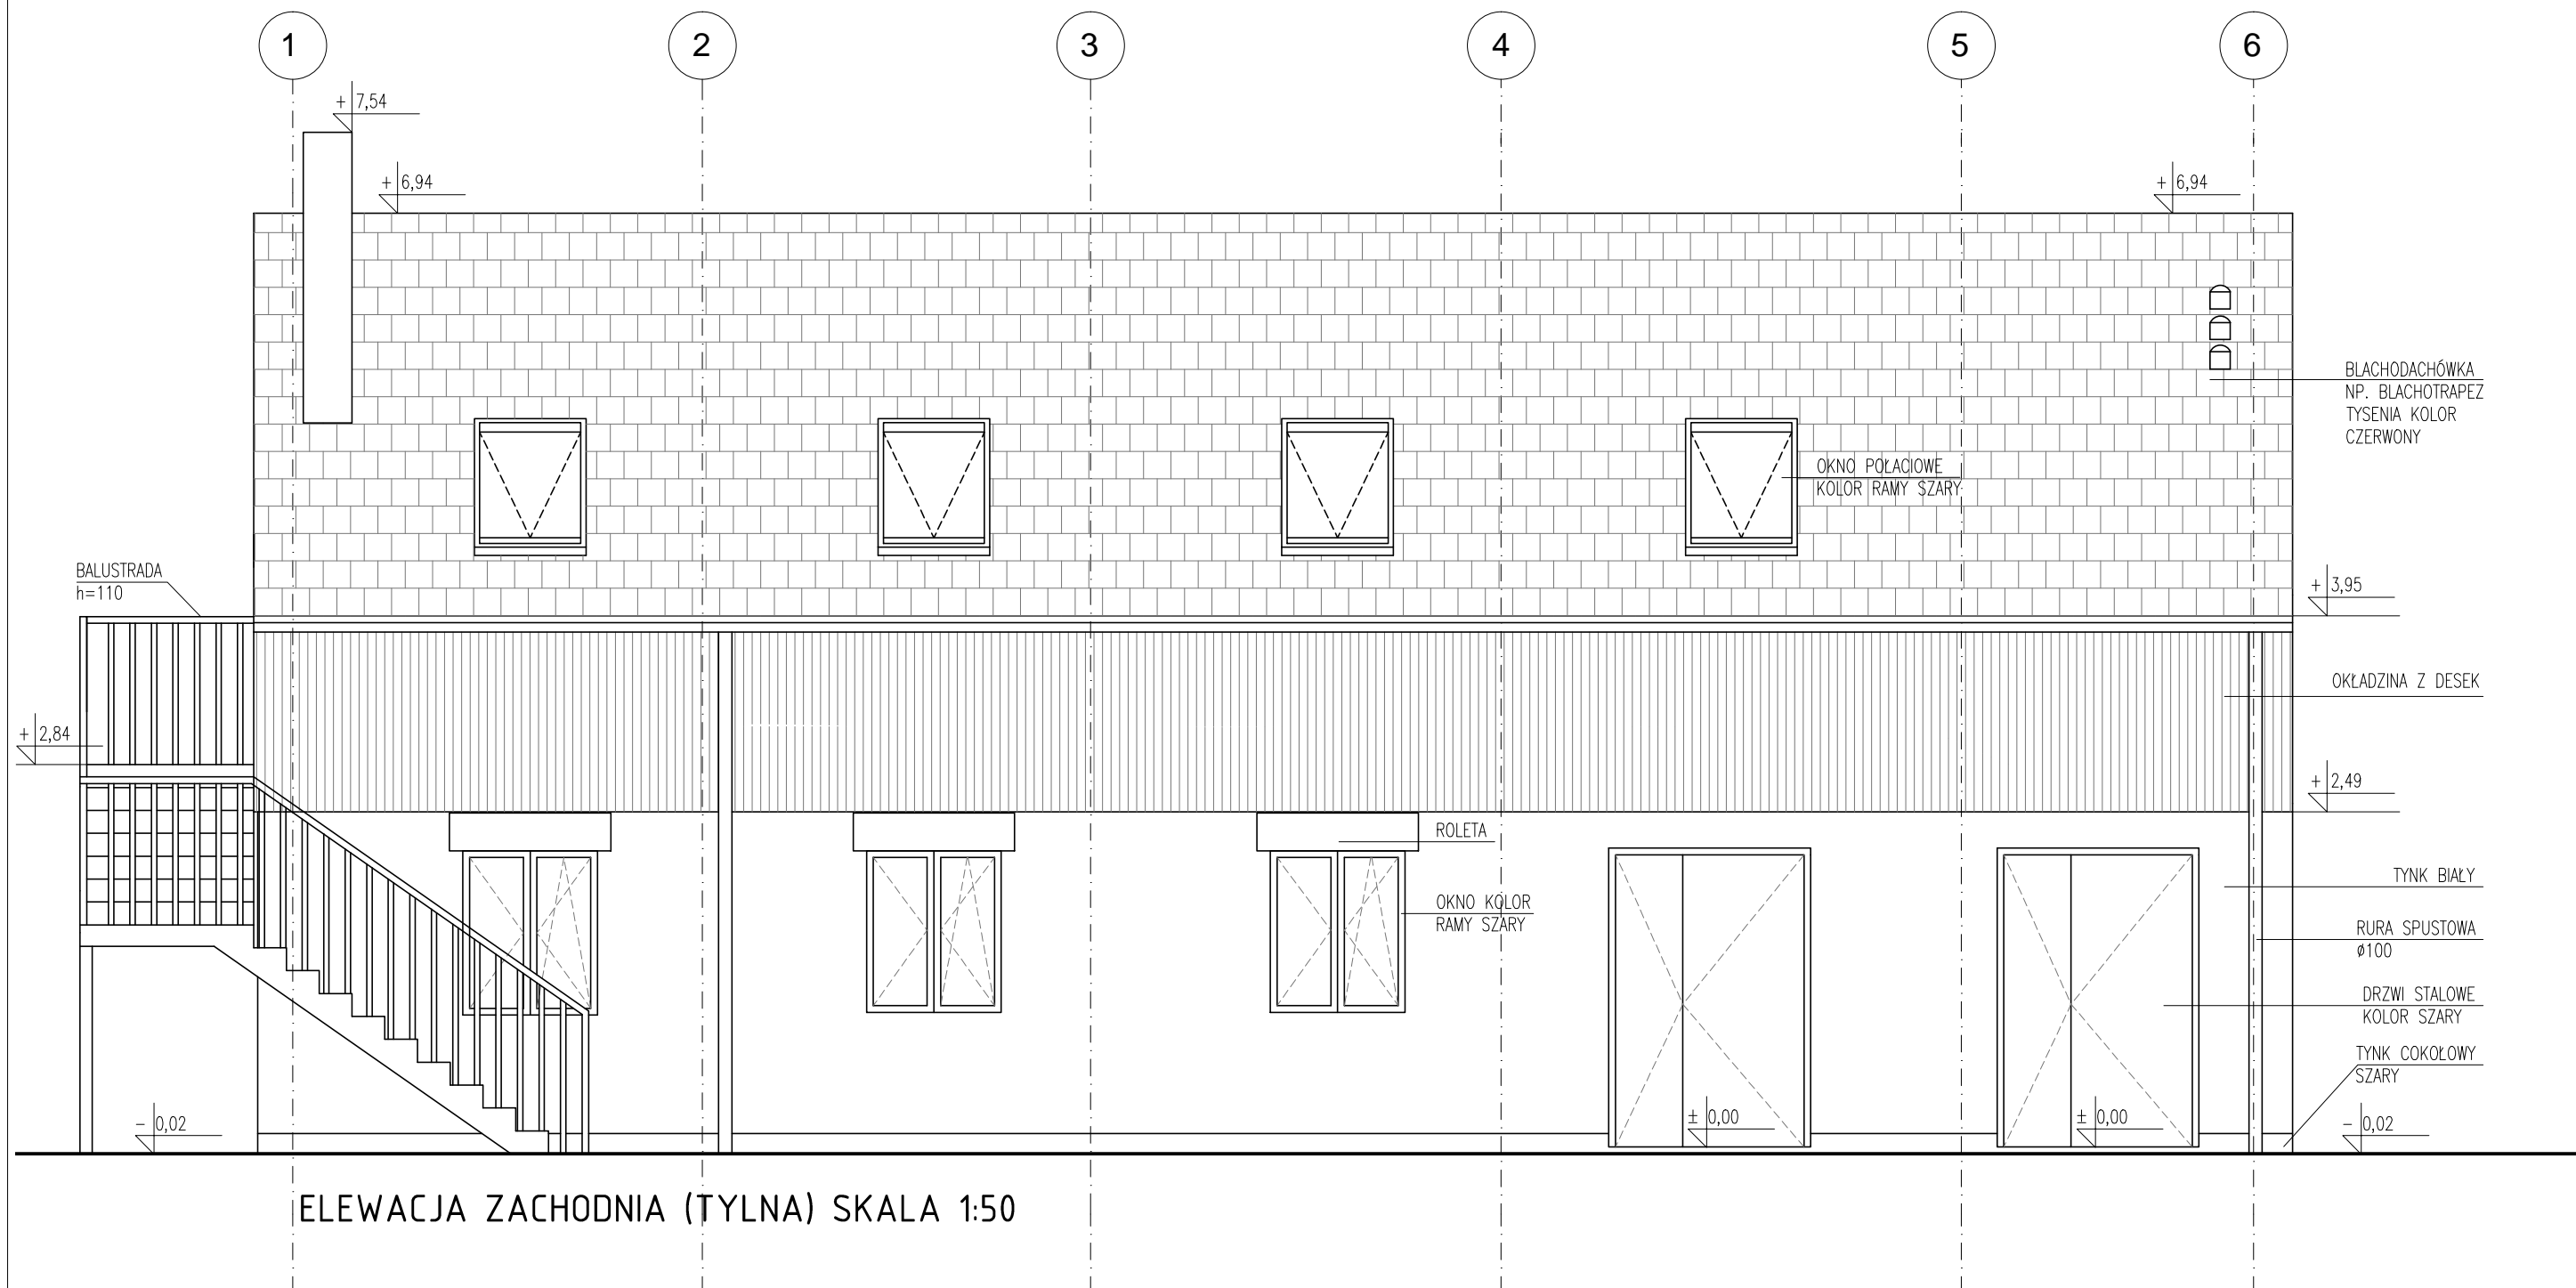 1 2 3 4 5 6
+ 7,54
+ 6,94
+ 6,94
BLACHODACHÓWKA
NP. BLACHOTRAPEZ
TYSENIA KOLOR
CZERWONY
OKNO POŁACIOWE
KOLOR RAMY SZARY
BALUSTRADA
h=110
+ 3,95
OKŁADZINA Z DESEK
+ 2,84
+ 2,49
ROLETA
TYNK BIAŁY
OKNO KOLOR
RAMY SZARY
RURA SPUSTOWA
ø100
DRZWI STALOWE
KOLOR SZARY
TYNK COKOŁOWY
SZARY
- 0,02
± 0,00
± 0,00
- 0,02
ELEWACJA ZACHODNIA (TYLNA) SKALA 1:50